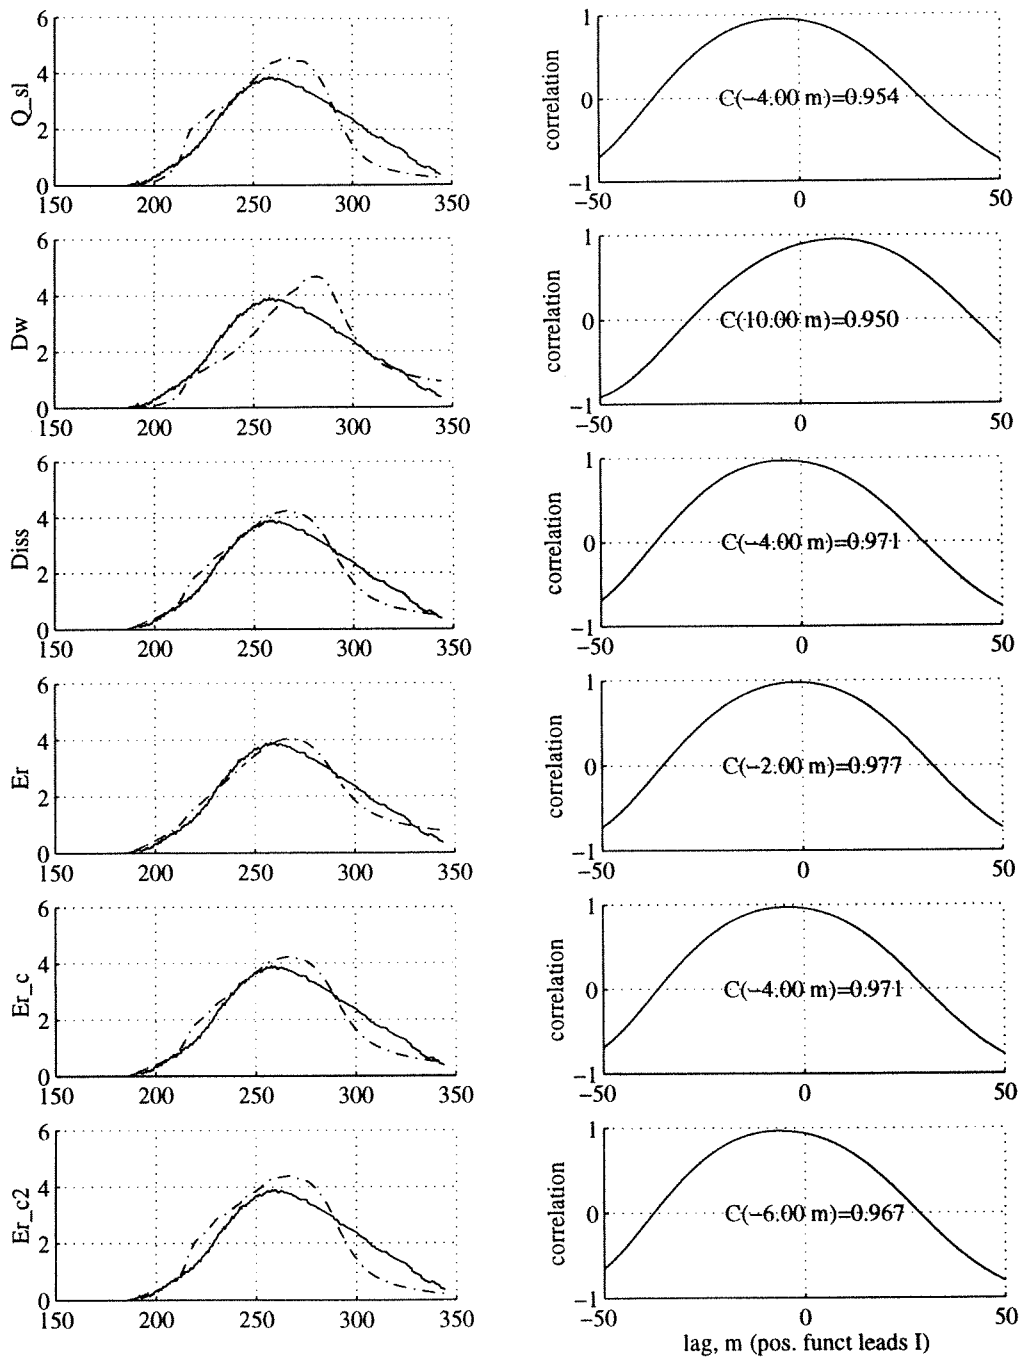 6
4
2
0
Q_sl
150 200 250 300 350
1
0
−1
correlation
C(−4.00 m)=0.954
−50 0 50
6
4
2
0
Dw
150 200 250 300 350
1
0
−1
correlation
C(10.00 m)=0.950
−50 0 50
6
4
2
0
Diss
150 200 250 300 350
1
0
−1
correlation
C(−4.00 m)=0.971
−50 0 50
6
4
2
0
Er
150 200 250 300 350
1
0
−1
correlation
C(−2.00 m)=0.977
−50 0 50
6
4
2
0
Er_c
150 200 250 300 350
1
0
−1
correlation
C(−4.00 m)=0.971
−50 0 50
6
4
2
0
Er_c2
150 200 250 300 350
1
0
−1
correlation
C(−6.00 m)=0.967
−50 0 50
lag, m (pos. funct leads I)